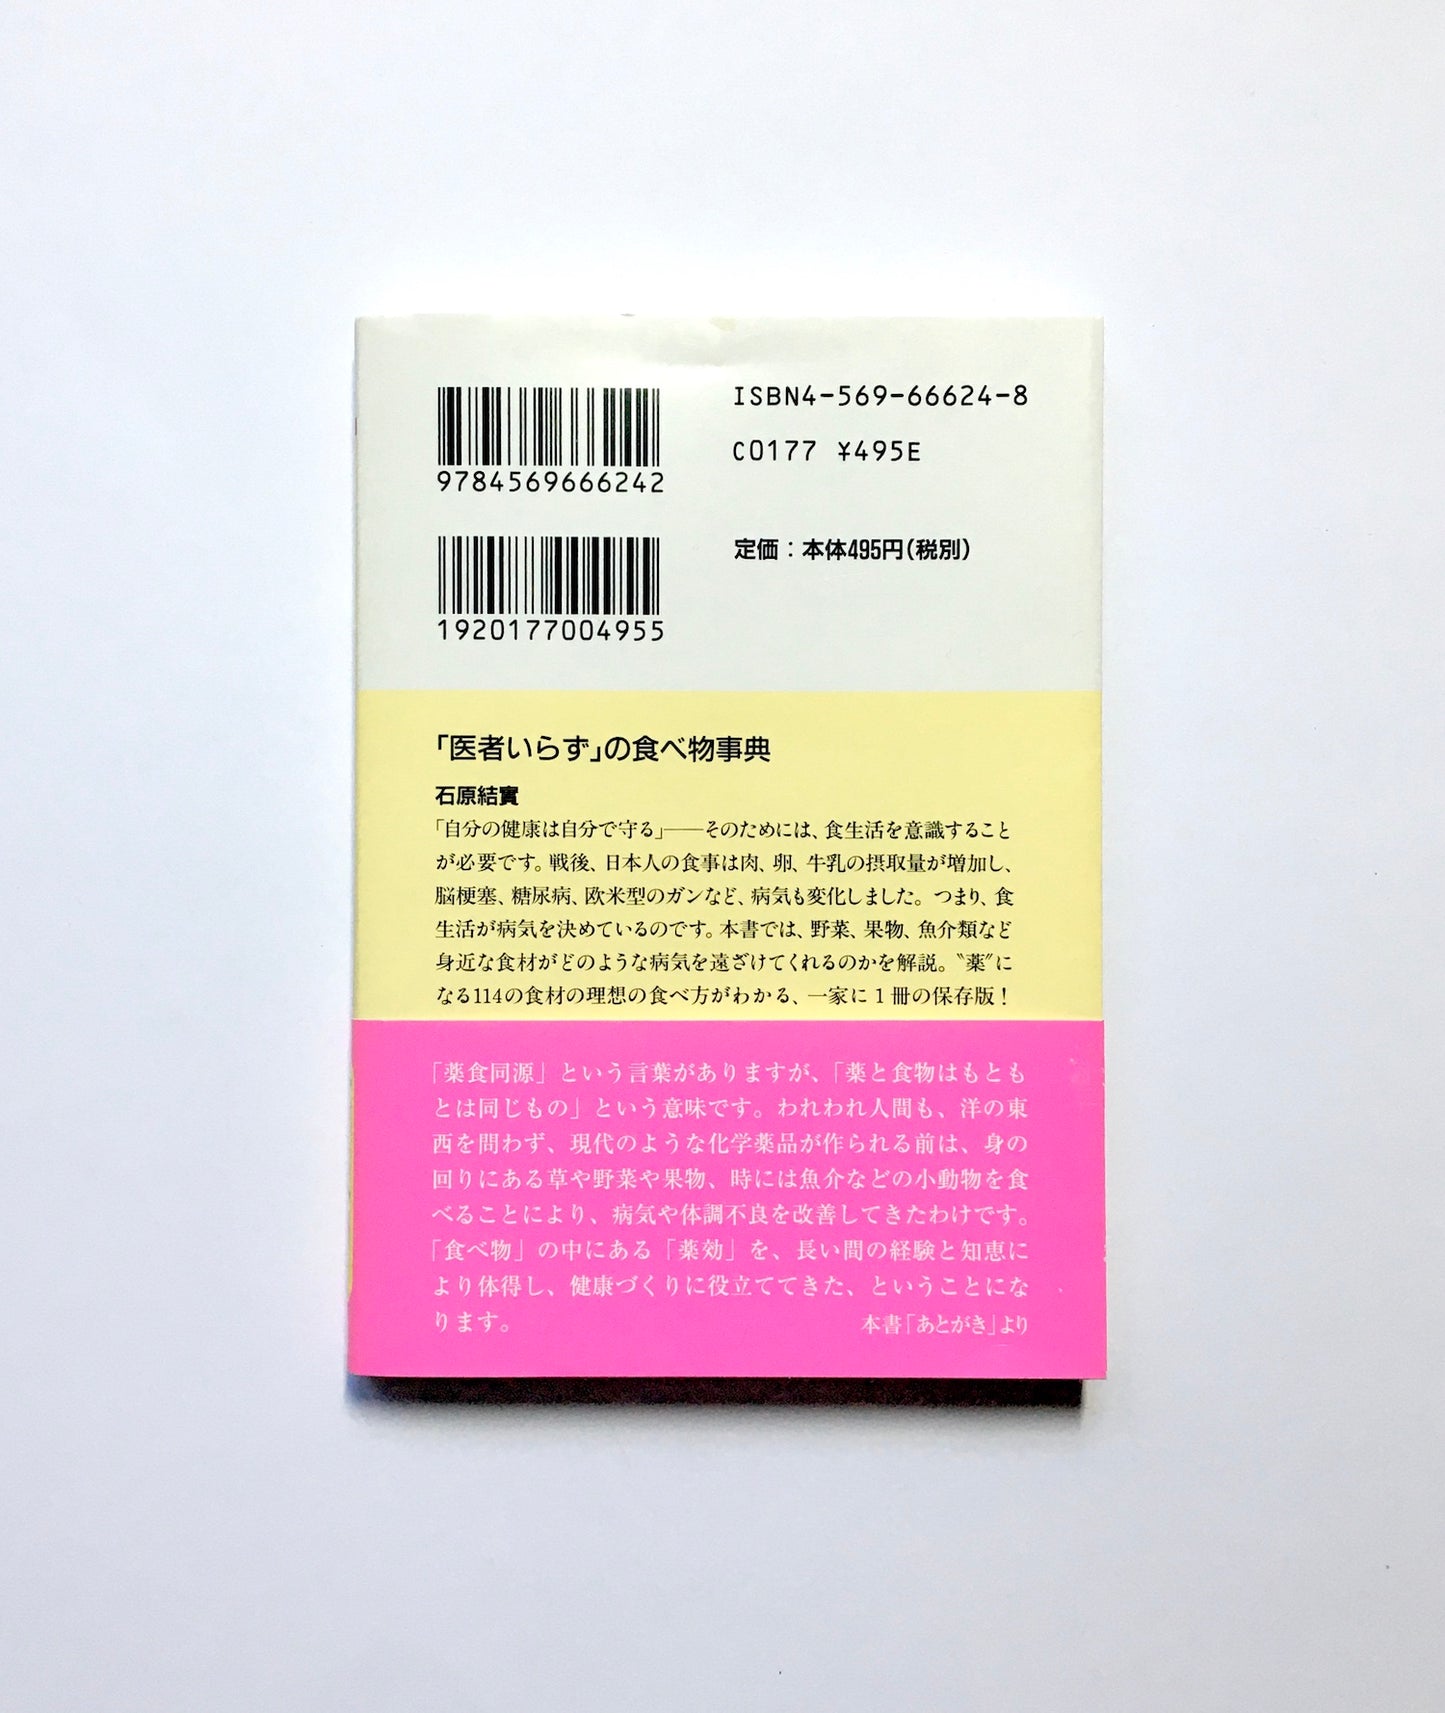 ISBN4-569-66624-8
C0177 ¥495E
9784569666242
定価：本体495円(税別)
1920177004955
「医者いらず」の食べ物事典
石原結實
「自分の健康は自分で守る」――そのためには、食生活を意識すること
が必要です。戦後、日本人の食事は肉、卵、牛乳の摂取量が増加し、
脳梗塞、糖尿病、欧米型のガンなど、病気も変化しました。つまり、食
生活が病気を決めているのです。本書では、野菜、果物、魚介類など
身近な食材がどのような病気を遠ざけてくれるのかを解説。〝薬〟に
なる114の食材の理想の食べ方がわかる、一家に1冊の保存版！
「薬食同源」という言葉がありますが、「薬と食物はもとも
とは同じもの」という意味です。われわれ人間も、洋の東
西を問わず、現代のような化学薬品が作られる前は、身の
回りにある草や野菜や果物、時には魚介などの小動物を食
べることにより、病気や体調不良を改善してきたわけです。
「食べ物」の中にある「薬効」を、長い間の経験と知恵に
より体得し、健康づくりに役立ててきた、ということにな
ります。
本書「あとがき」より